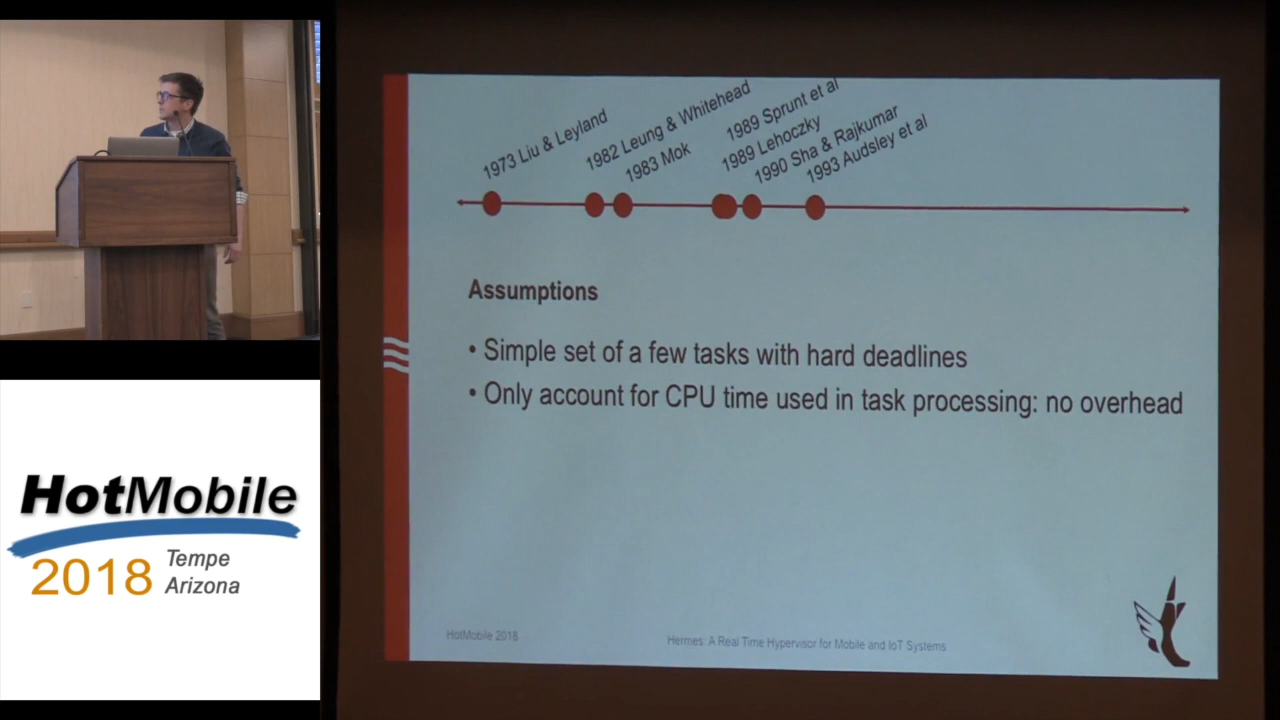 1973 Liu & Leyland
1982 Leung & Whitehead
1983 Mok
1989 Sprunt et al
1989 Lehoczky
1990 Sha & Rajkumar
1993 Audsley et al
Assumptions
• Simple set of a few tasks with hard deadlines
• Only account for CPU time used in task processing: no overhead
HotMobile 2018
Hermes: A Real Time Hypervisor for Mobile and IoT Systems
HotMobile
2018 Tempe
Arizona